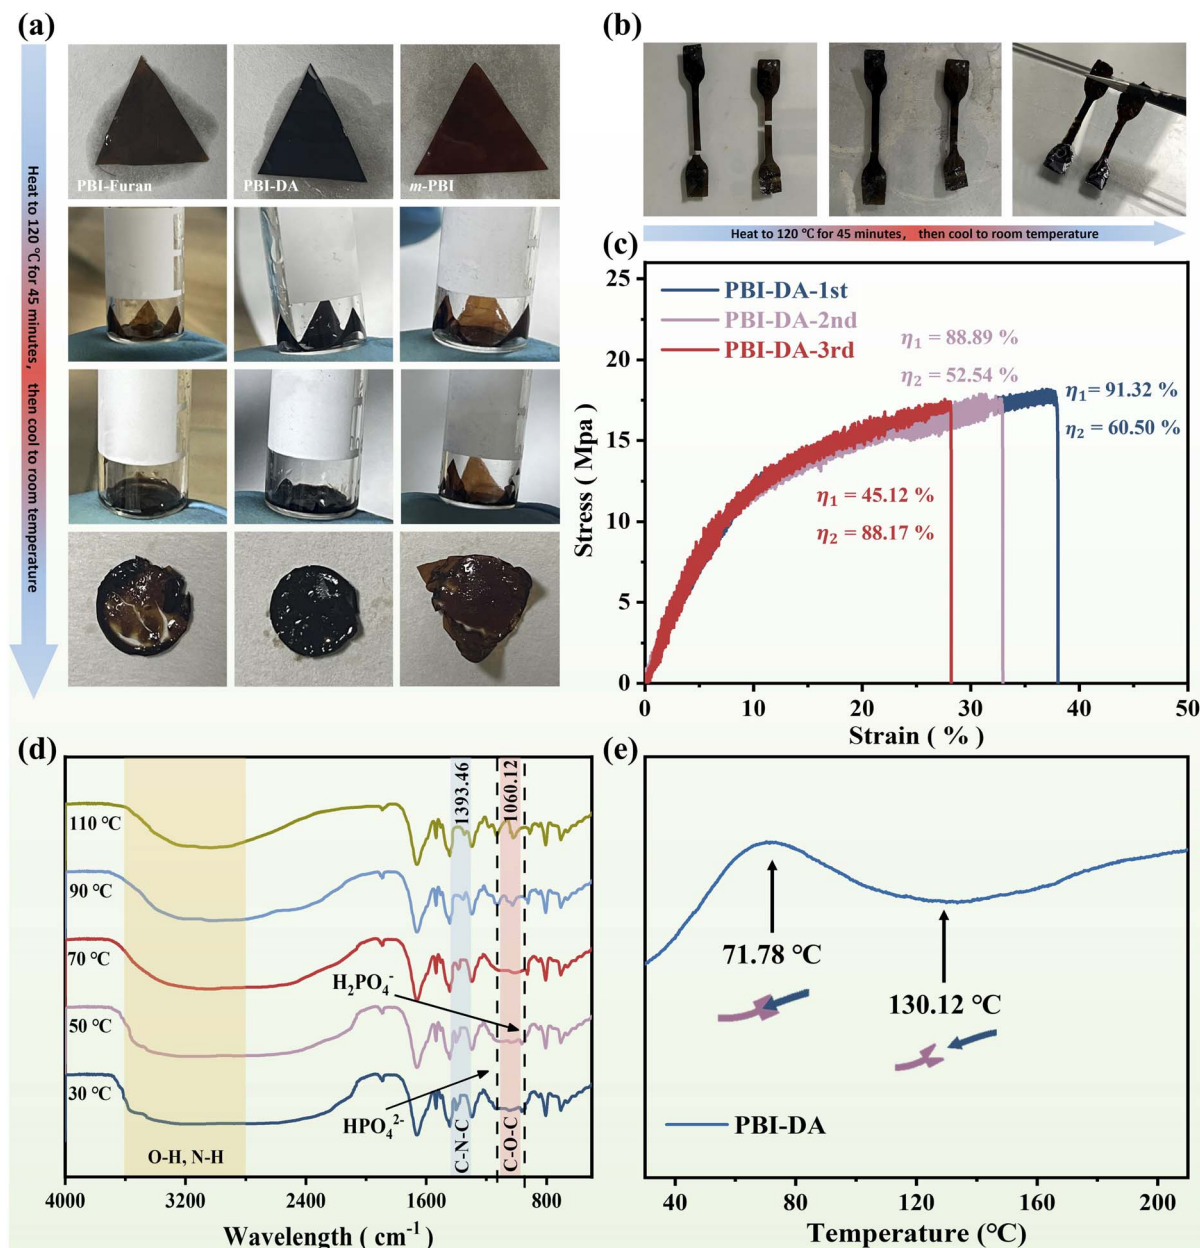 (a)
Heat to 120 ℃ for 45 minutes, then cool to room temperature
PBI-Furan
PBI-DA
m-PBI
(b)
Heat to 120 ℃ for 45 minutes, then cool to room temperature
(c)
25
20
15
10
5
0
Stress ( Mpa )
PBI-DA-1st
PBI-DA-2nd
PBI-DA-3rd
η₁ = 88.89 %
η₂ = 52.54 %
η₁ = 91.32 %
η₂ = 60.50 %
η₁ = 45.12 %
η₂ = 88.17 %
0 10 20 30 40 50
Strain ( % )
(d)
110 ℃
90 ℃
70 ℃
50 ℃
30 ℃
1393.46
1060.12
H₂PO₄⁻
HPO₄²⁻
C-N-C
C-O-C
O-H, N-H
4000 3200 2400 1600 800
Wavelength ( cm⁻¹ )
(e)
71.78 ℃
130.12 ℃
PBI-DA
40 80 120 160 200
Temperature (℃)